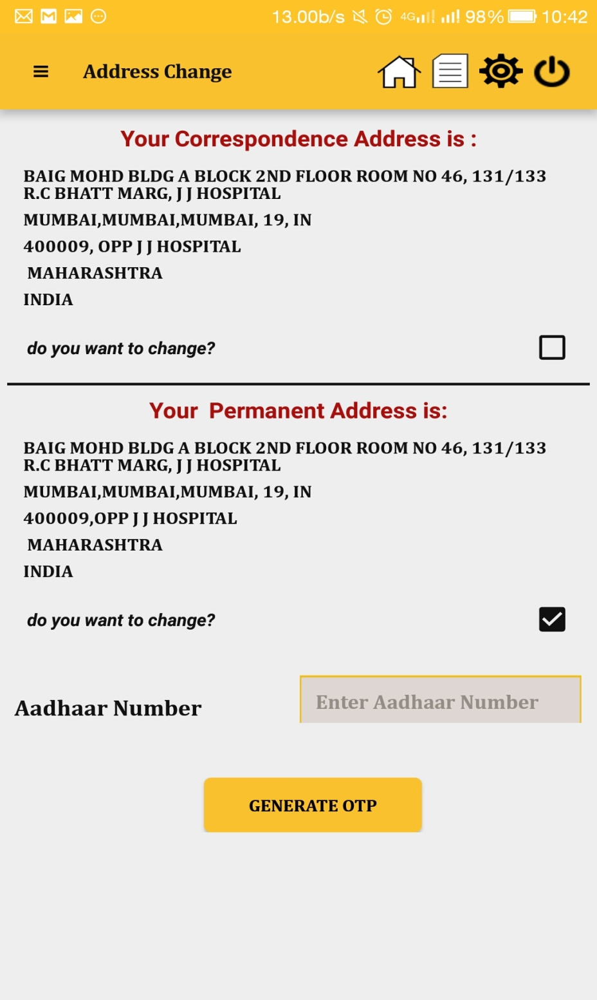 13.00b/s 4G 98% 10:42
Address Change
Your Correspondence Address is :
BAIG MOHD BLDG A BLOCK 2ND FLOOR ROOM NO 46, 131/133
R.C BHATT MARG, J J HOSPITAL
MUMBAI,MUMBAI,MUMBAI, 19, IN
400009, OPP J J HOSPITAL
MAHARASHTRA
INDIA
do you want to change?
Your Permanent Address is:
BAIG MOHD BLDG A BLOCK 2ND FLOOR ROOM NO 46, 131/133
R.C BHATT MARG, J J HOSPITAL
MUMBAI,MUMBAI,MUMBAI, 19, IN
400009,OPP J J HOSPITAL
MAHARASHTRA
INDIA
do you want to change?
Aadhaar Number
Enter Aadhaar Number
GENERATE OTP